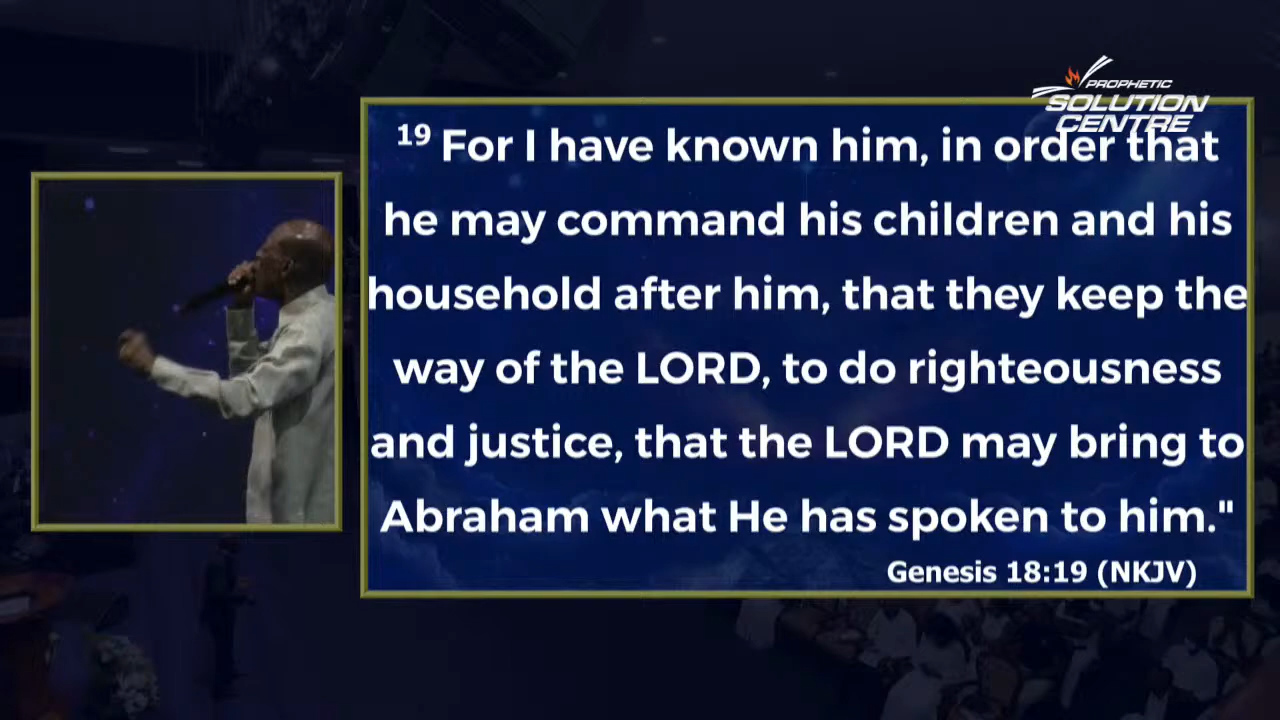 PROPHETIC
SOLUTION
CENTRE
19 For I have known him, in order that
he may command his children and his
household after him, that they keep the
way of the LORD, to do righteousness
and justice, that the LORD may bring to
Abraham what He has spoken to him."
Genesis 18:19 (NKJV)